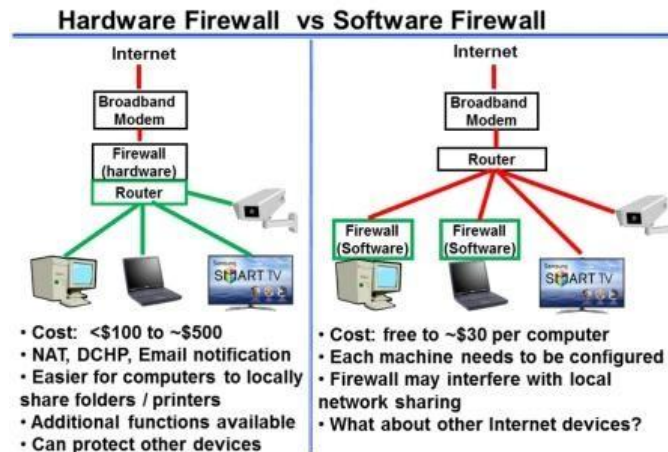 Hardware Firewall vs Software Firewall
Internet
Broadband
Modem
Firewall
(hardware)
Router
Samsung
SMART TV
• Cost: <$100 to ~$500
• NAT, DCHP, Email notification
• Easier for computers to locally
share folders / printers
• Additional functions available
• Can protect other devices
Internet
Broadband
Modem
Router
Firewall
(Software)
Firewall
(Software)
Samsung
SMART TV
• Cost: free to ~$30 per computer
• Each machine needs to be configured
• Firewall may interfere with local
network sharing
• What about other Internet devices?